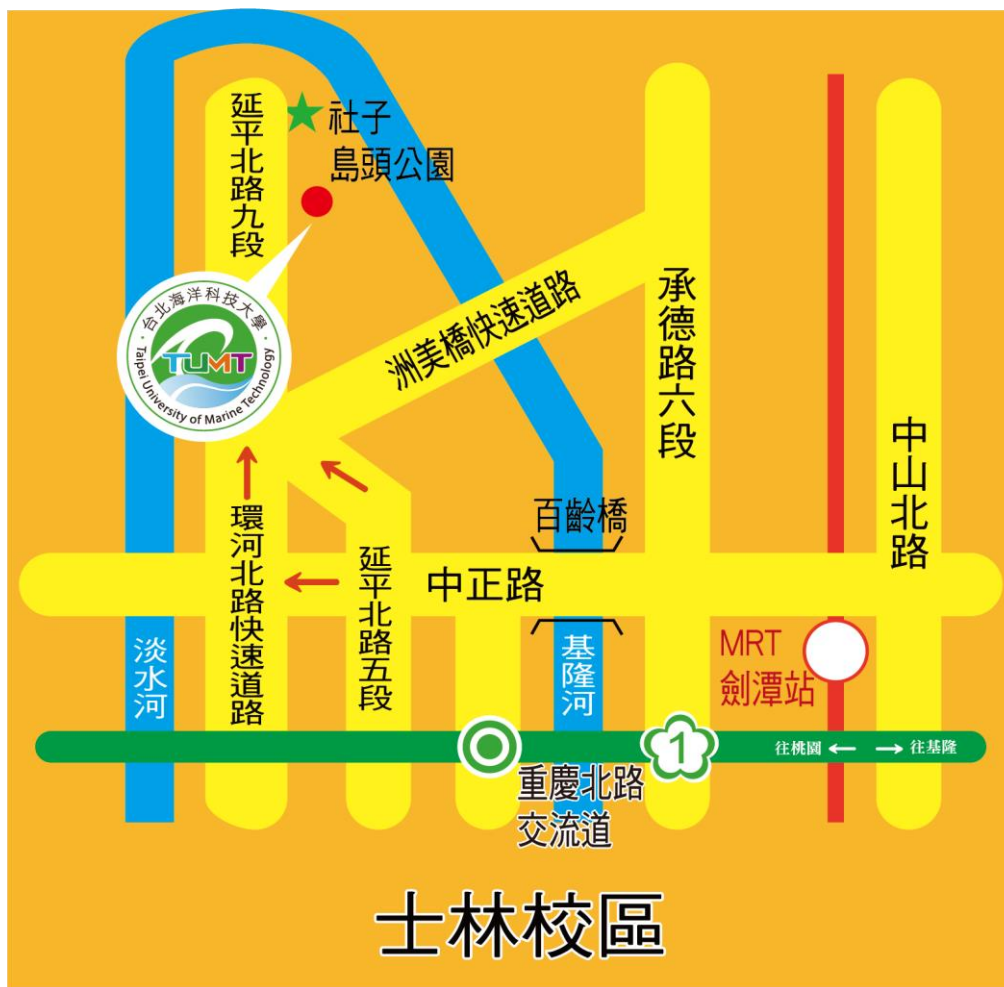 社子
島頭公園
延平北路九段
台北海洋科技大學
TUMT
Taipei University of Marine Technology
洲美橋快速道路
承德路六段
中山北路
百齡橋
中正路
環河北路快速道路
延平北路五段
淡水河
基隆河
MRT
劍潭站
1
往桃園 ← → 往基隆
重慶北路
交流道
士林校區